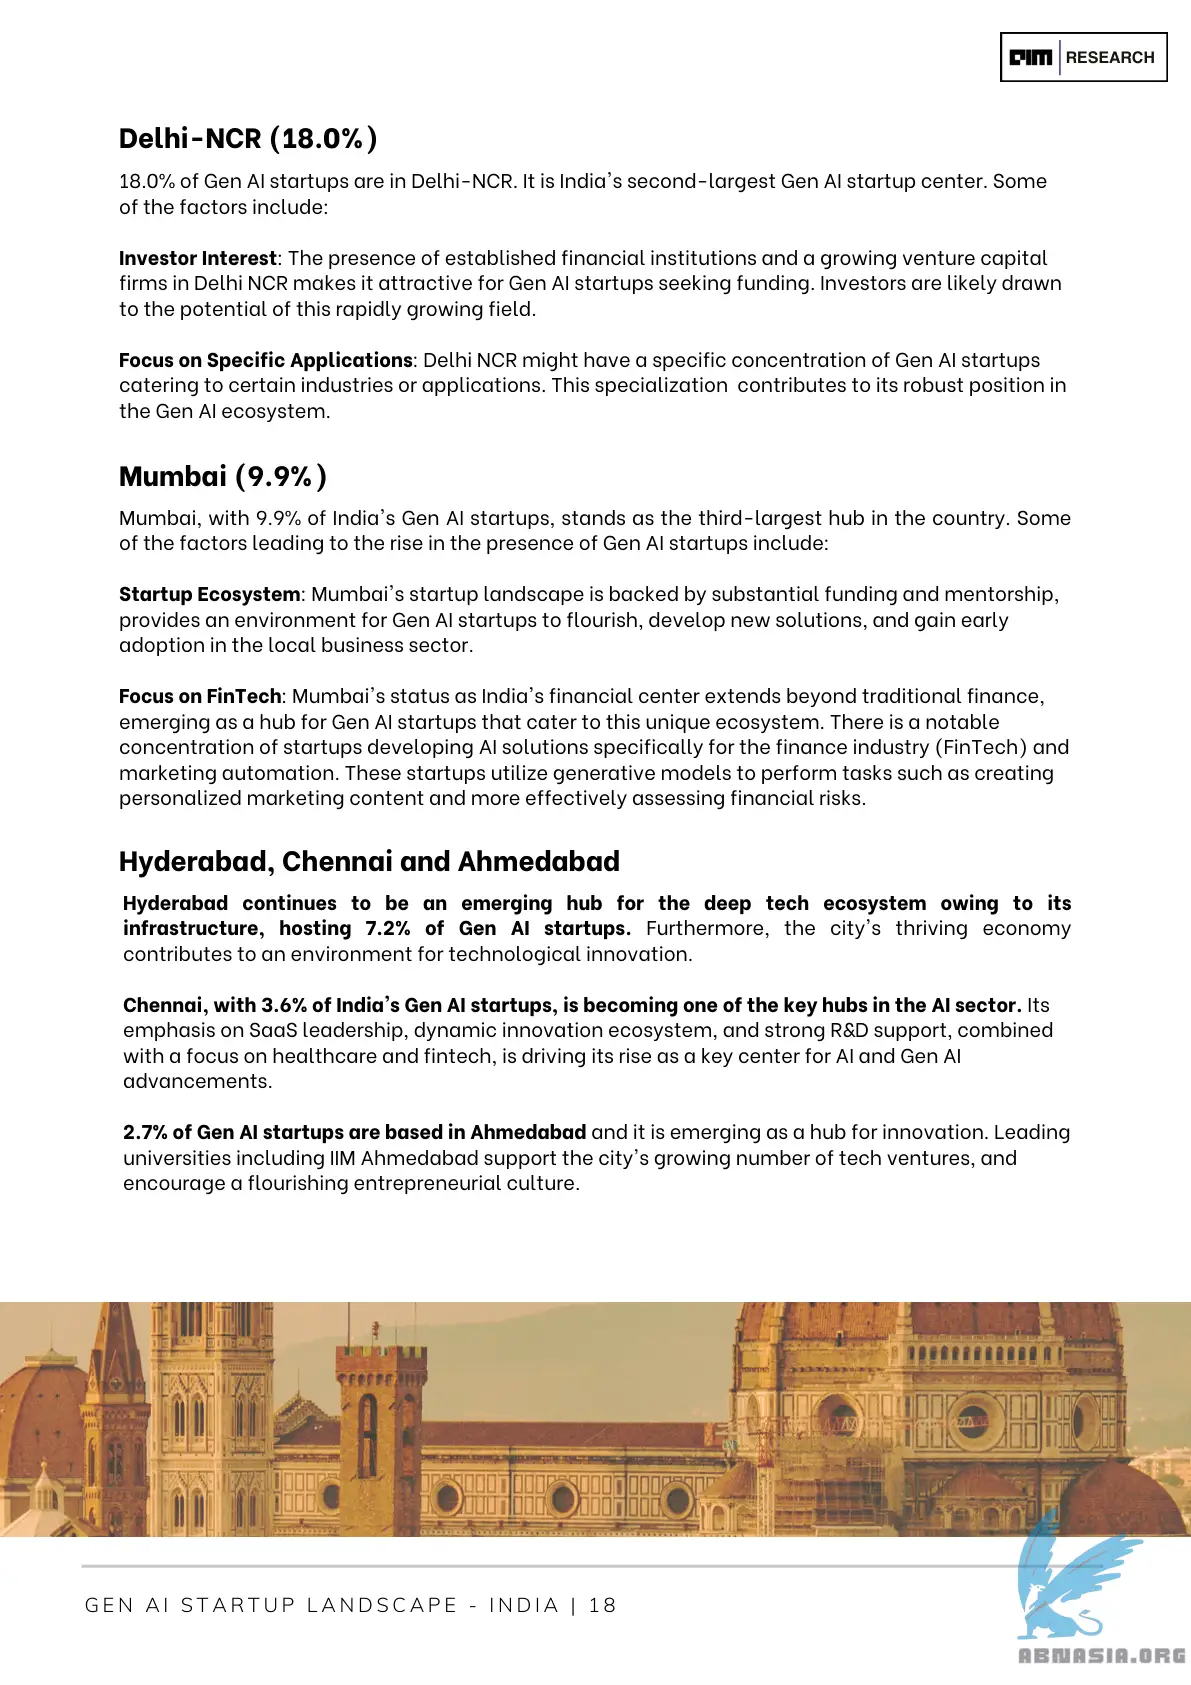 AIM RESEARCH
Delhi-NCR (18.0%)
18.0% of Gen AI startups are in Delhi-NCR. It is India's second-largest Gen AI startup center. Some
of the factors include:
Investor Interest: The presence of established financial institutions and a growing venture capital
firms in Delhi NCR makes it attractive for Gen AI startups seeking funding. Investors are likely drawn
to the potential of this rapidly growing field.
Focus on Specific Applications: Delhi NCR might have a specific concentration of Gen AI startups
catering to certain industries or applications. This specialization contributes to its robust position in
the Gen AI ecosystem.
Mumbai (9.9%)
Mumbai, with 9.9% of India's Gen AI startups, stands as the third-largest hub in the country. Some
of the factors leading to the rise in the presence of Gen AI startups include:
Startup Ecosystem: Mumbai's startup landscape is backed by substantial funding and mentorship,
provides an environment for Gen AI startups to flourish, develop new solutions, and gain early
adoption in the local business sector.
Focus on FinTech: Mumbai's status as India's financial center extends beyond traditional finance,
emerging as a hub for Gen AI startups that cater to this unique ecosystem. There is a notable
concentration of startups developing AI solutions specifically for the finance industry (FinTech) and
marketing automation. These startups utilize generative models to perform tasks such as creating
personalized marketing content and more effectively assessing financial risks.
Hyderabad, Chennai and Ahmedabad
Hyderabad continues to be an emerging hub for the deep tech ecosystem owing to its
infrastructure, hosting 7.2% of Gen AI startups. Furthermore, the city's thriving economy
contributes to an environment for technological innovation.
Chennai, with 3.6% of India's Gen AI startups, is becoming one of the key hubs in the AI sector. Its
emphasis on SaaS leadership, dynamic innovation ecosystem, and strong R&D support, combined
with a focus on healthcare and fintech, is driving its rise as a key center for AI and Gen AI
advancements.
2.7% of Gen AI startups are based in Ahmedabad and it is emerging as a hub for innovation. Leading
universities including IIM Ahmedabad support the city's growing number of tech ventures, and
encourage a flourishing entrepreneurial culture.
GEN AI STARTUP LANDSCAPE - INDIA | 18
ABNASIA.ORG